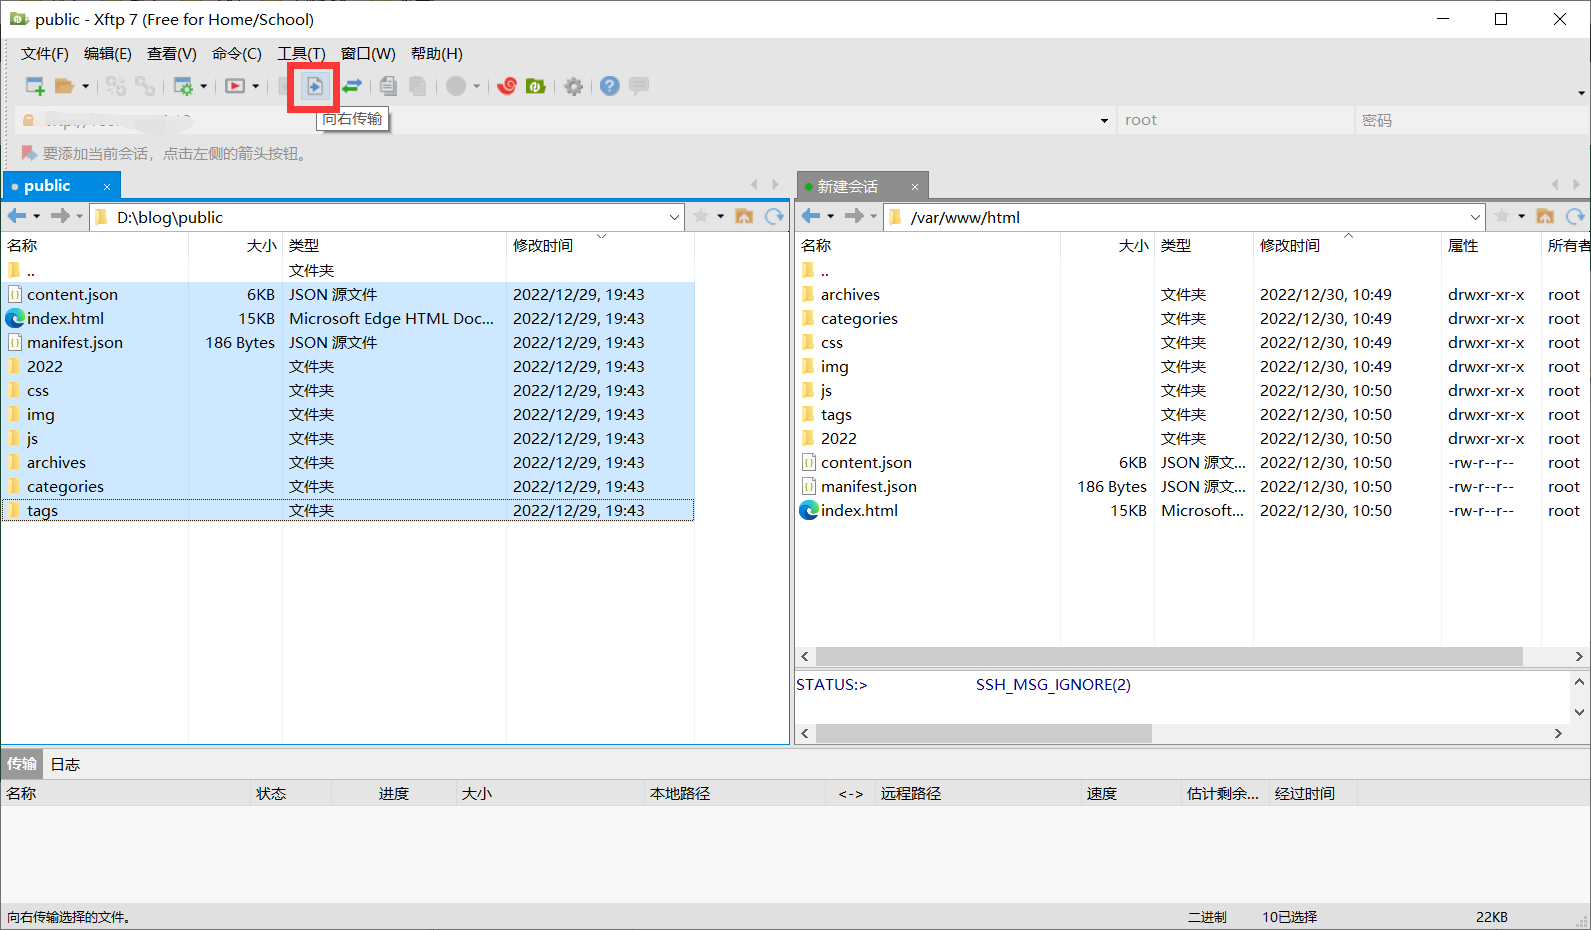 public - Xftp 7 (Free for Home/School)
文件(F) 编辑(E) 查看(V) 命令(C) 工具(T) 窗口(W) 帮助(H)
向右传输
root 密码
要添加当前会话，点击左侧的箭头按钮。
public × 新建会话 ×
D:\blog\public /var/www/html
名称 大小 类型 修改时间
.. 文件夹
content.json 6KB JSON 源文件 2022/12/29, 19:43
index.html 15KB Microsoft Edge HTML Doc... 2022/12/29, 19:43
manifest.json 186 Bytes JSON 源文件 2022/12/29, 19:43
2022 文件夹 2022/12/29, 19:43
css 文件夹 2022/12/29, 19:43
img 文件夹 2022/12/29, 19:43
js 文件夹 2022/12/29, 19:43
archives 文件夹 2022/12/29, 19:43
categories 文件夹 2022/12/29, 19:43
tags 文件夹 2022/12/29, 19:43
名称 大小 类型 修改时间 属性 所有者
..
archives 文件夹 2022/12/30, 10:49 drwxr-xr-x root
categories 文件夹 2022/12/30, 10:49 drwxr-xr-x root
css 文件夹 2022/12/30, 10:49 drwxr-xr-x root
img 文件夹 2022/12/30, 10:49 drwxr-xr-x root
js 文件夹 2022/12/30, 10:50 drwxr-xr-x root
tags 文件夹 2022/12/30, 10:50 drwxr-xr-x root
2022 文件夹 2022/12/30, 10:50 drwxr-xr-x root
content.json 6KB JSON 源文... 2022/12/30, 10:50 -rw-r--r-- root
manifest.json 186 Bytes JSON 源文... 2022/12/30, 10:50 -rw-r--r-- root
index.html 15KB Microsoft... 2022/12/30, 10:50 -rw-r--r-- root
STATUS:> SSH_MSG_IGNORE(2)
传输 日志
名称 状态 进度 大小 本地路径 <-> 远程路径 速度 估计剩余... 经过时间
向右传输选择的文件。 二进制 10已选择 22KB